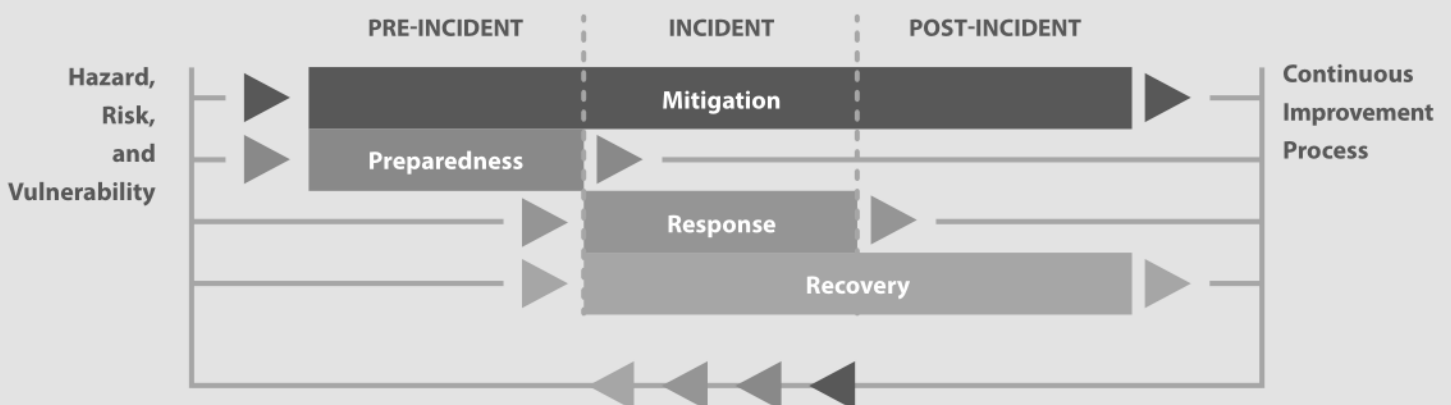 PRE-INCIDENT
INCIDENT
POST-INCIDENT
Hazard,
Risk,
and
Vulnerability
Mitigation
Preparedness
Response
Recovery
Continuous
Improvement
Process